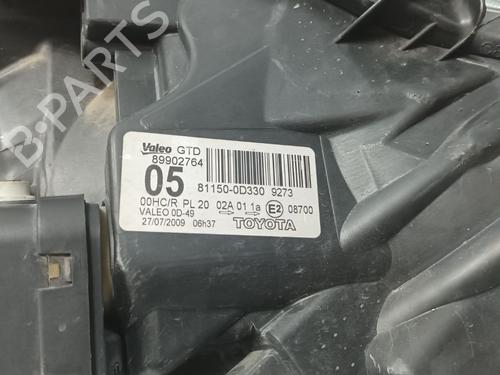 B-PARTS
Valeo GTD
89902764
05 81150-0D330 9273
00HC/R PL 20 02A 01 1a E2 08700
VALEO 0D-49 → →
27/07/2009 06h37 TOYOTA